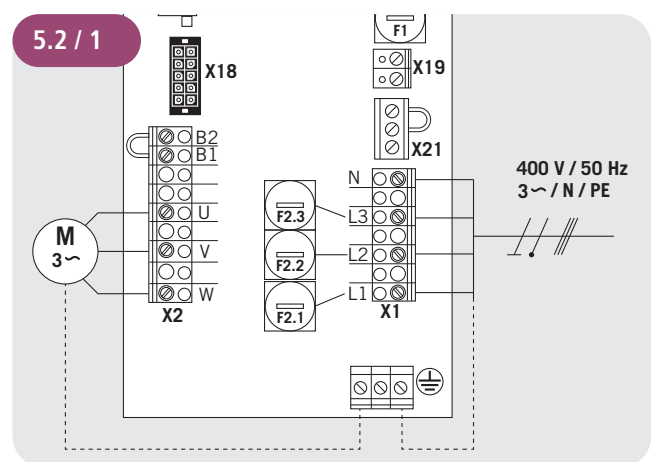 5.2 / 1
F1
X18
X19
B2
B1
X21
400 V / 50 Hz
3~ / N / PE
N
U
F2.3
L3
M
3~
V
F2.2
L2
W
F2.1
L1
X2
X1